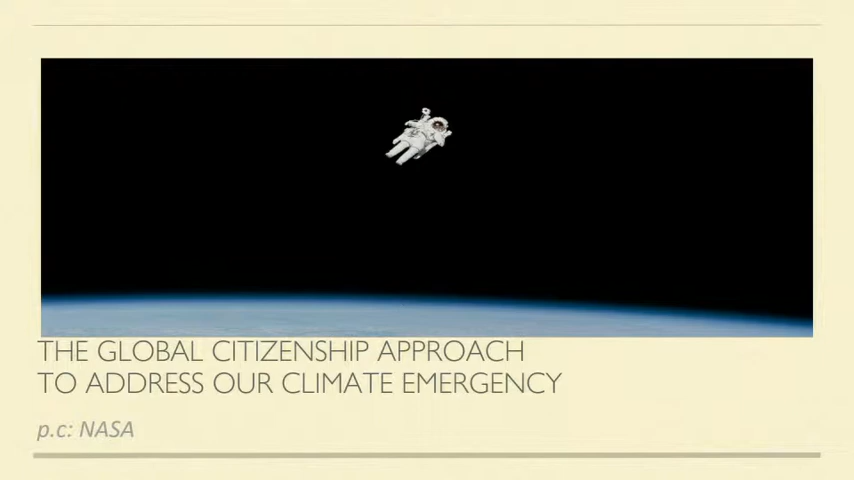 THE GLOBAL CITIZENSHIP APPROACH
TO ADDRESS OUR CLIMATE EMERGENCY
p.c: NASA